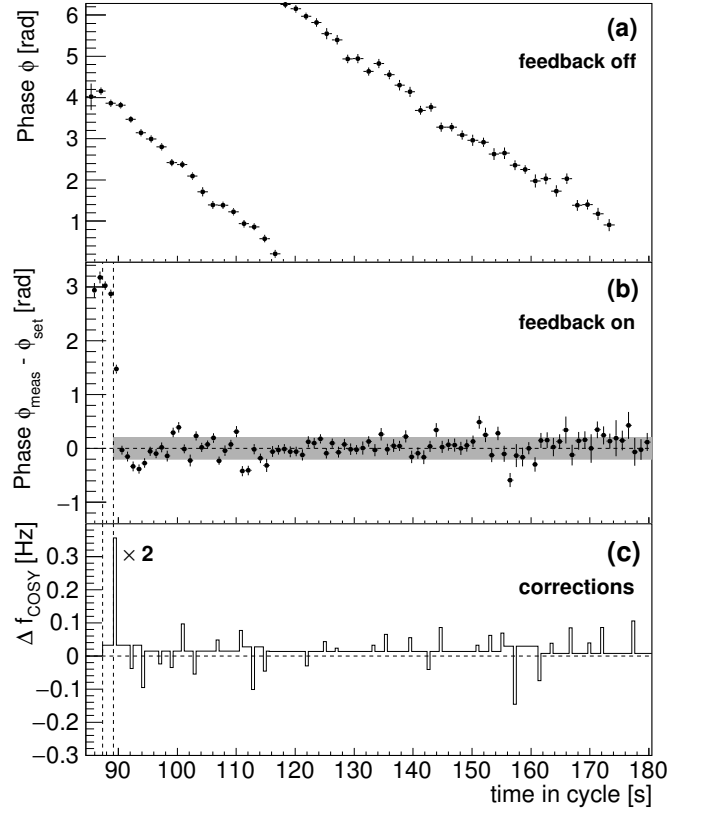 (a)
feedback off
Phase ϕ [rad]
6
5
4
3
2
1
(b)
feedback on
Phase ϕmeas - ϕset [rad]
3
2
1
0
−1
(c)
× 2
corrections
Δ fCOSY [Hz]
0.3
0.2
0.1
0
−0.1
−0.2
−0.3
90 100 110 120 130 140 150 160 170 180
time in cycle [s]